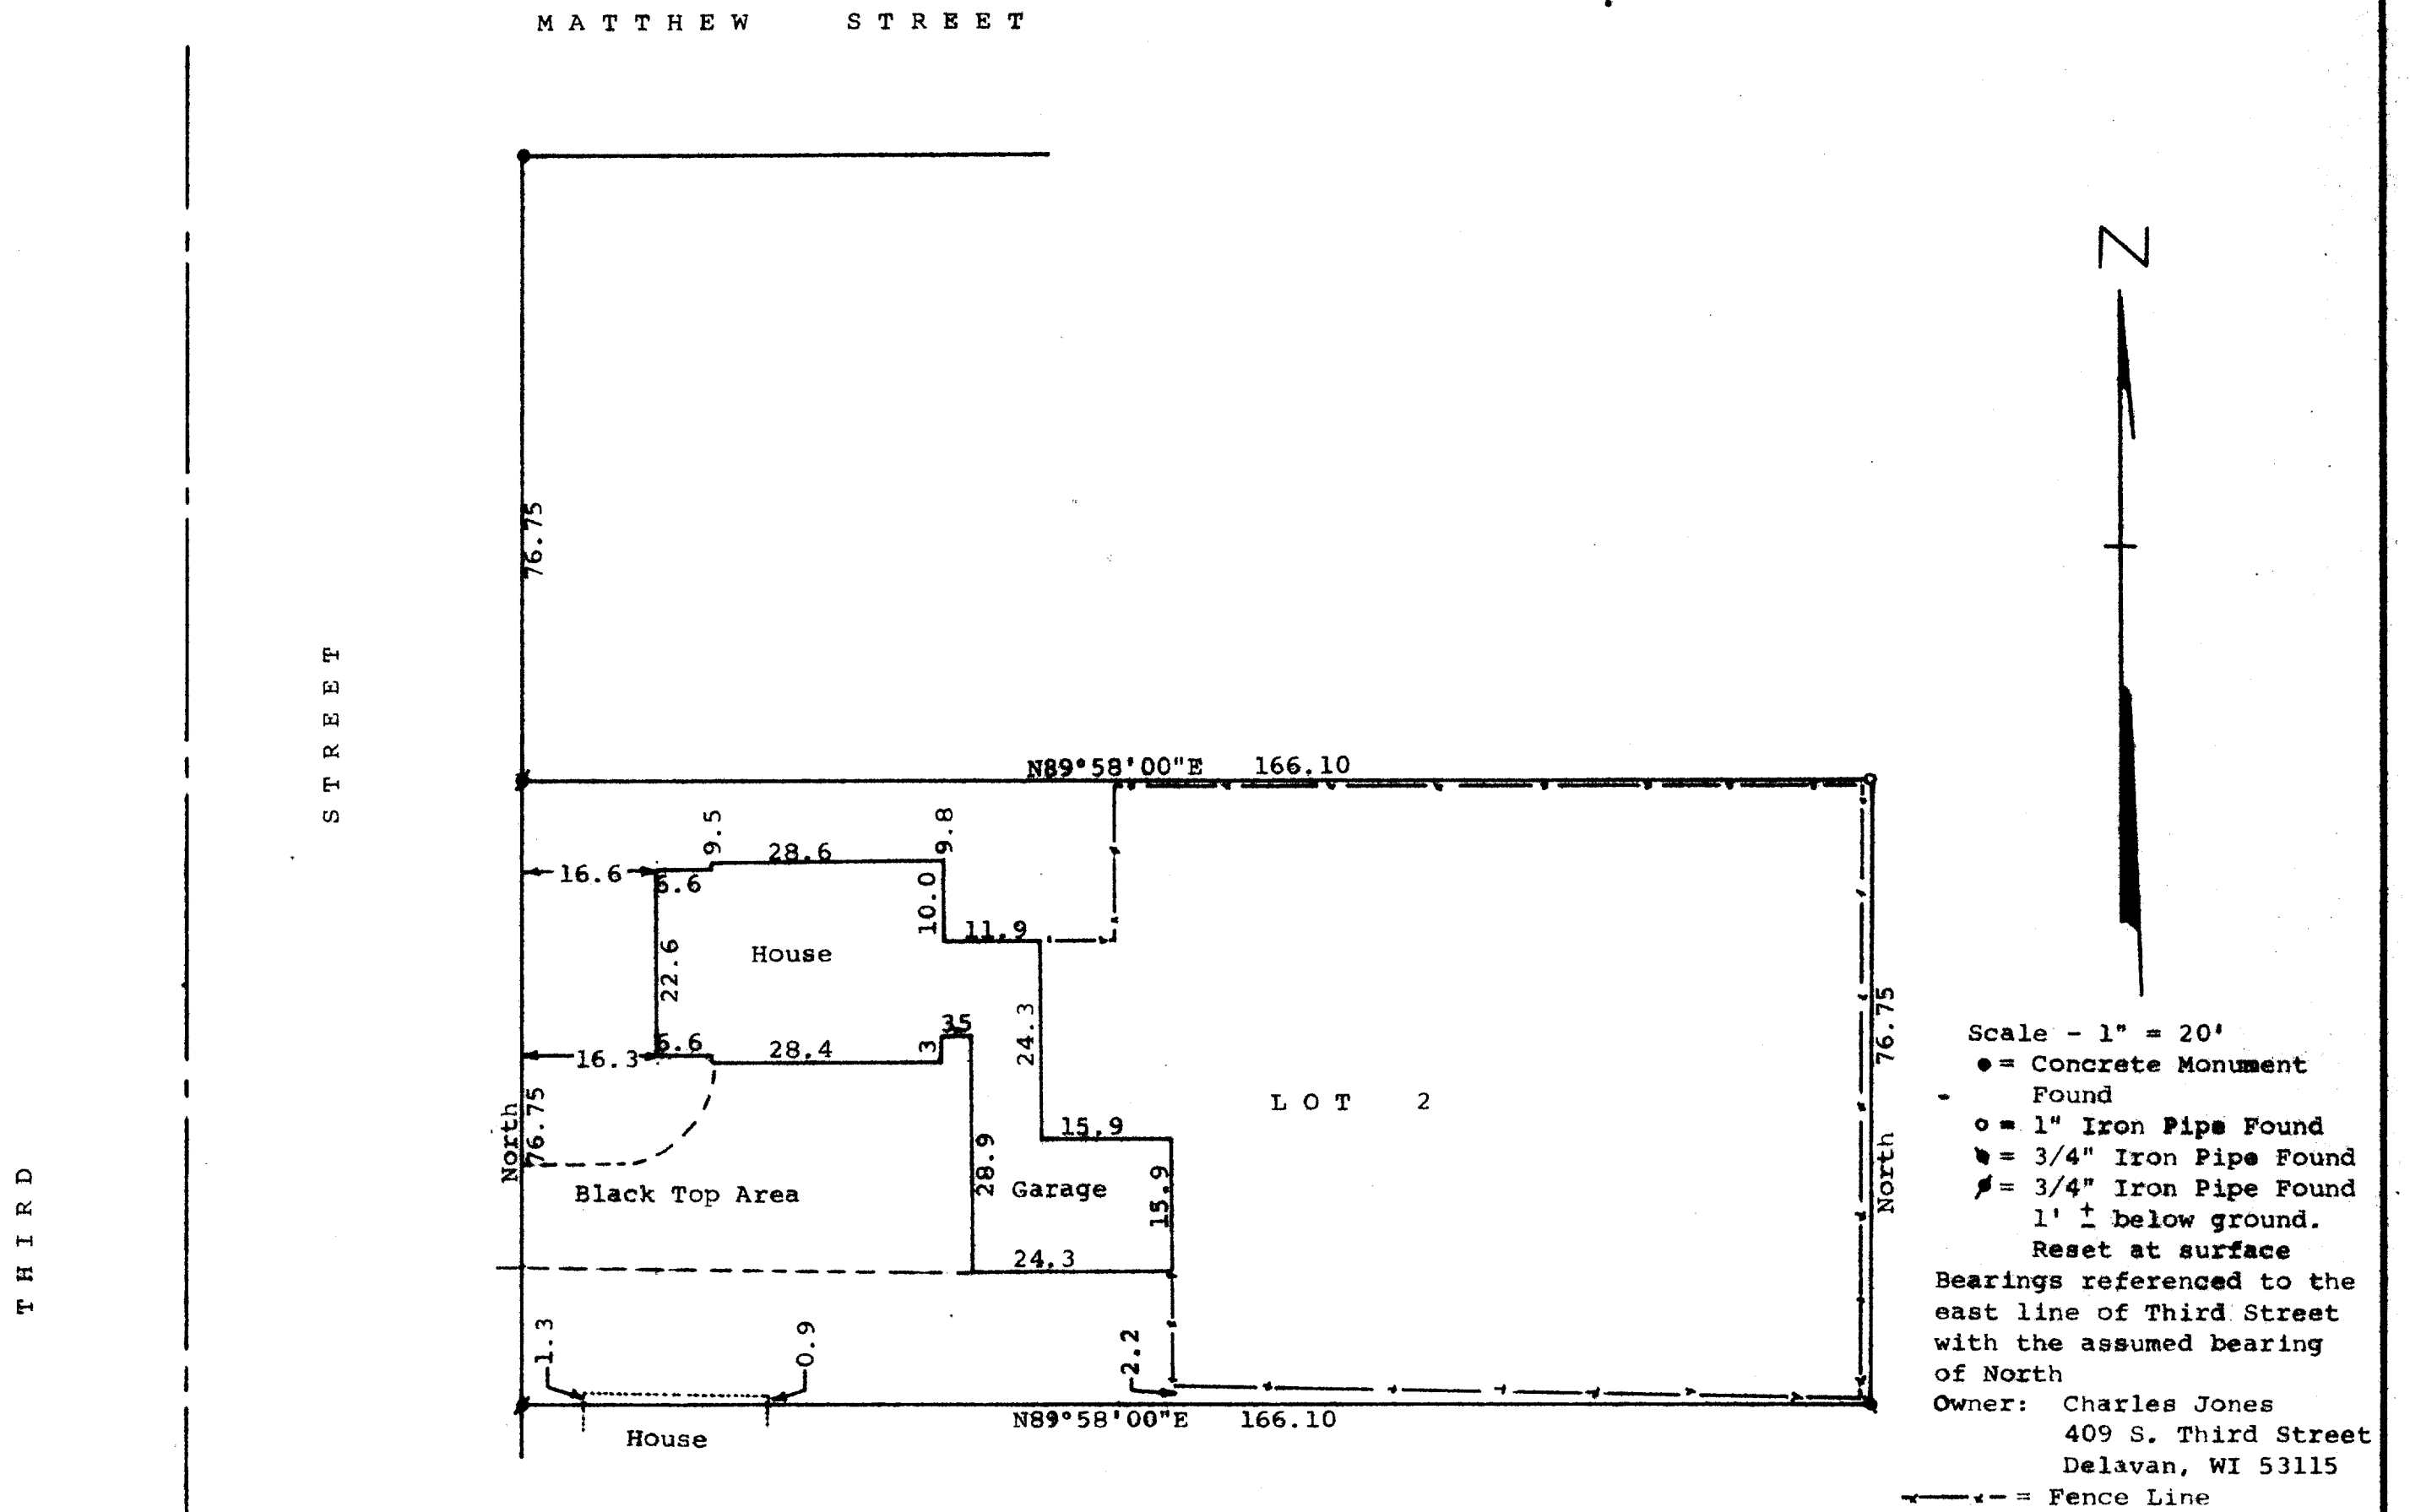 MATTHEW STREET
THIRD STREET
76.75
N89°58'00"E 166.10
9.5
28.6
9.8
16.6
6.6
10.0
11.9
22.6
House
24.3
35
6.6
28.4
3
16.3
North
76.75
28.9
15.9
Garage
15.9
Black Top Area
24.3
LOT 2
76.75
North
1.3
0.9
2.2
N89°58'00"E 166.10
House
N
Scale - 1" = 20'
= Concrete Monument
Found
= 1" Iron Pipe Found
= 3/4" Iron Pipe Found
= 3/4" Iron Pipe Found
1' ± below ground.
Reset at surface
Bearings referenced to the
east line of Third Street
with the assumed bearing
of North
Owner: Charles Jones
409 S. Third Street
Delavan, WI 53115
= Fence Line